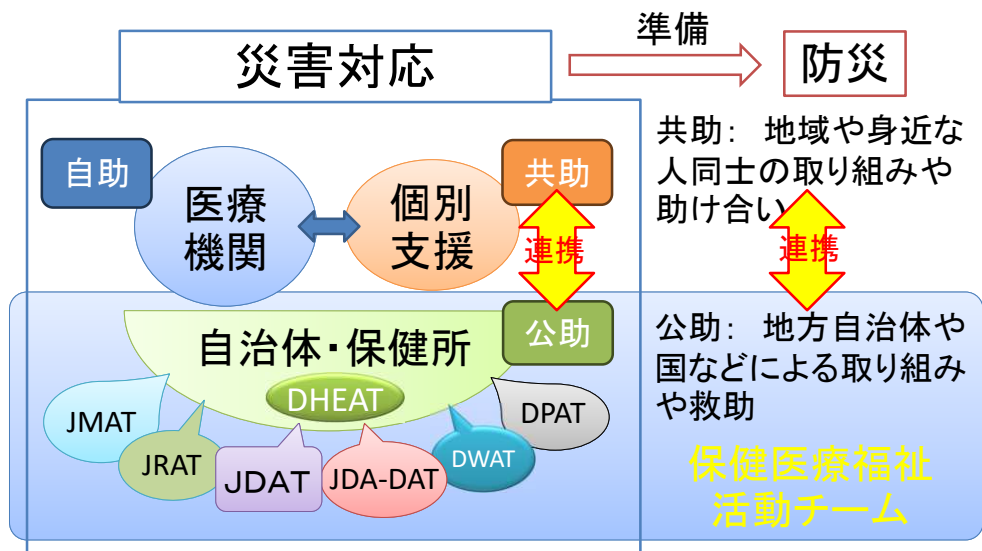 災害対応
準備
防災
自助
医療
機関
個別
支援
共助
連携
共助： 地域や身近な
人同士の取り組みや
助け合い
連携
自治体・保健所
公助
DHEAT
JMAT
JRAT
JDAT
JDA-DAT
DWAT
DPAT
公助： 地方自治体や
国などによる取り組み
や救助
保健医療福祉
活動チーム